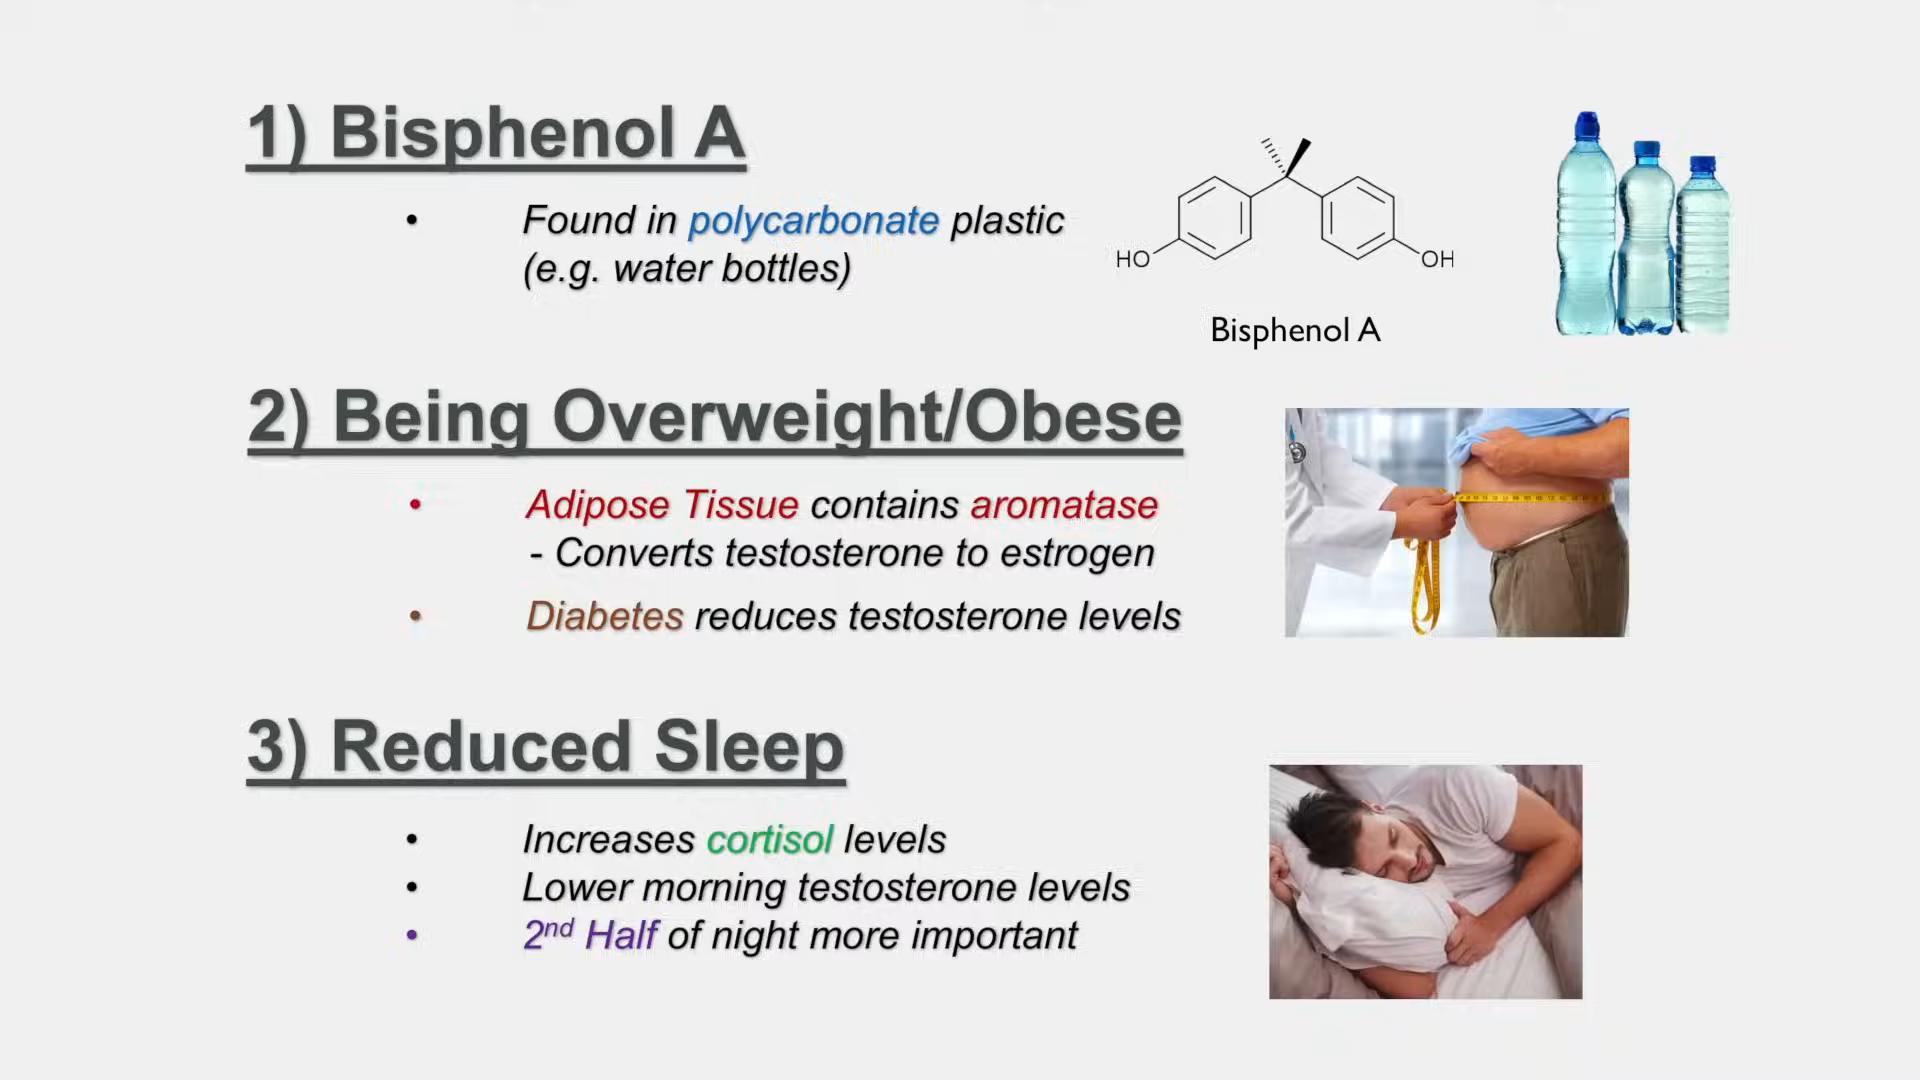 1) Bisphenol A
• Found in polycarbonate plastic
(e.g. water bottles)
HO
OH
Bisphenol A
2) Being Overweight/Obese
• Adipose Tissue contains aromatase
- Converts testosterone to estrogen
• Diabetes reduces testosterone levels
3) Reduced Sleep
• Increases cortisol levels
• Lower morning testosterone levels
• 2nd Half of night more important